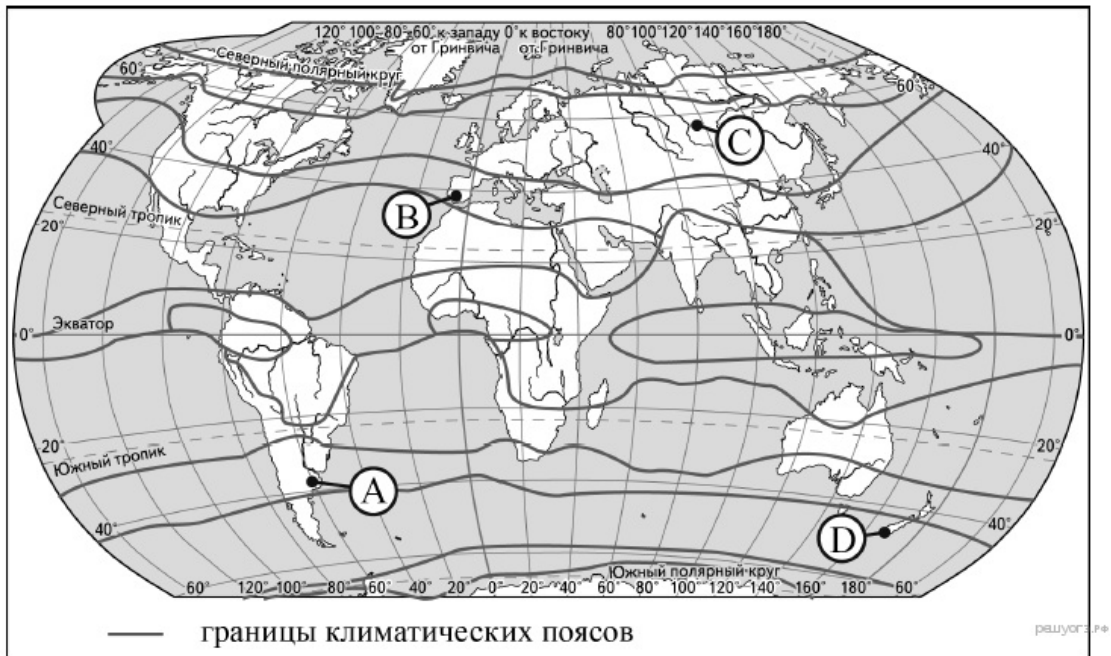 120° 100° 80° 60° к западу 0° к востоку 80° 100° 120° 140° 160° 180°
от Гринвича от Гринвича
Северный полярный круг
60° 60°
C
40° 40°
B
Северный тропик
20° 20°
Экватор
0° 0°
20° 20°
Южный тропик
A
40° 40°
D
Южный полярный круг
60° 120° 100° 80° 60° 40° 20° 0° 20° 40° 60° 80° 100° 120° 140° 160° 180° 60°
границы климатических поясов
решуогэ.рф